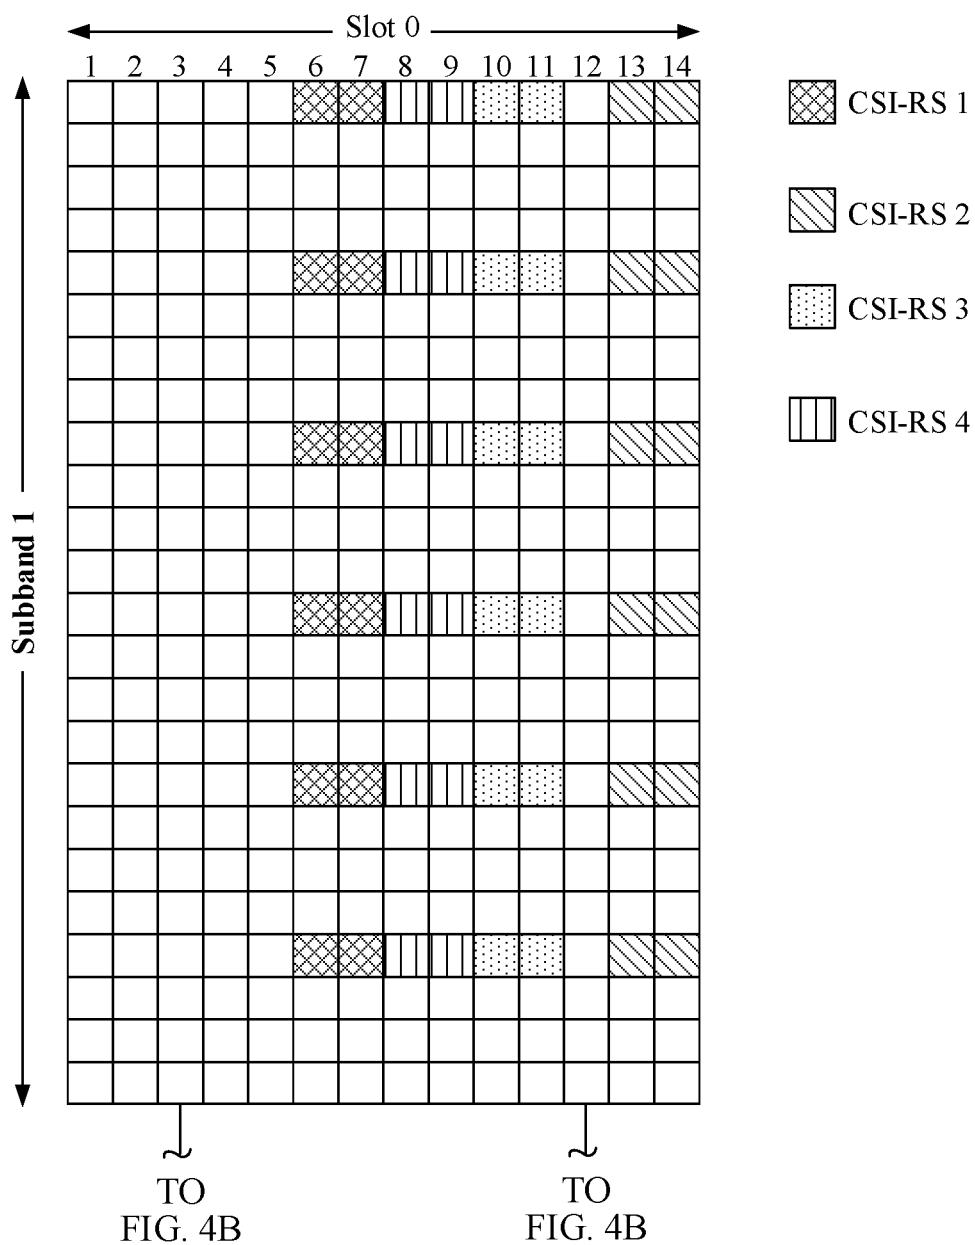 Slot 0
1 2 3 4 5 6 7 8 9 10 11 12 13 14
CSI-RS 1
CSI-RS 2
CSI-RS 3
CSI-RS 4
Subband 1
TO
FIG. 4B
TO
FIG. 4B